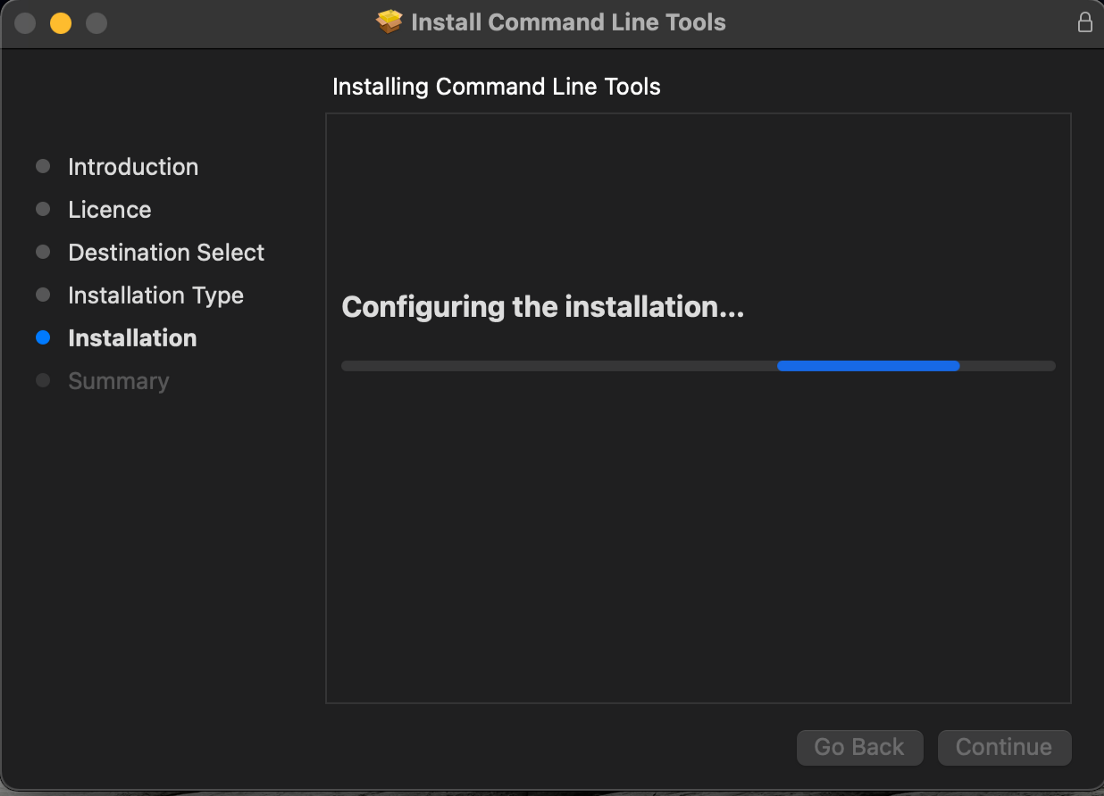 Install Command Line Tools
Installing Command Line Tools
Introduction
Licence
Destination Select
Installation Type
Installation
Summary
Configuring the installation...
Go Back
Continue